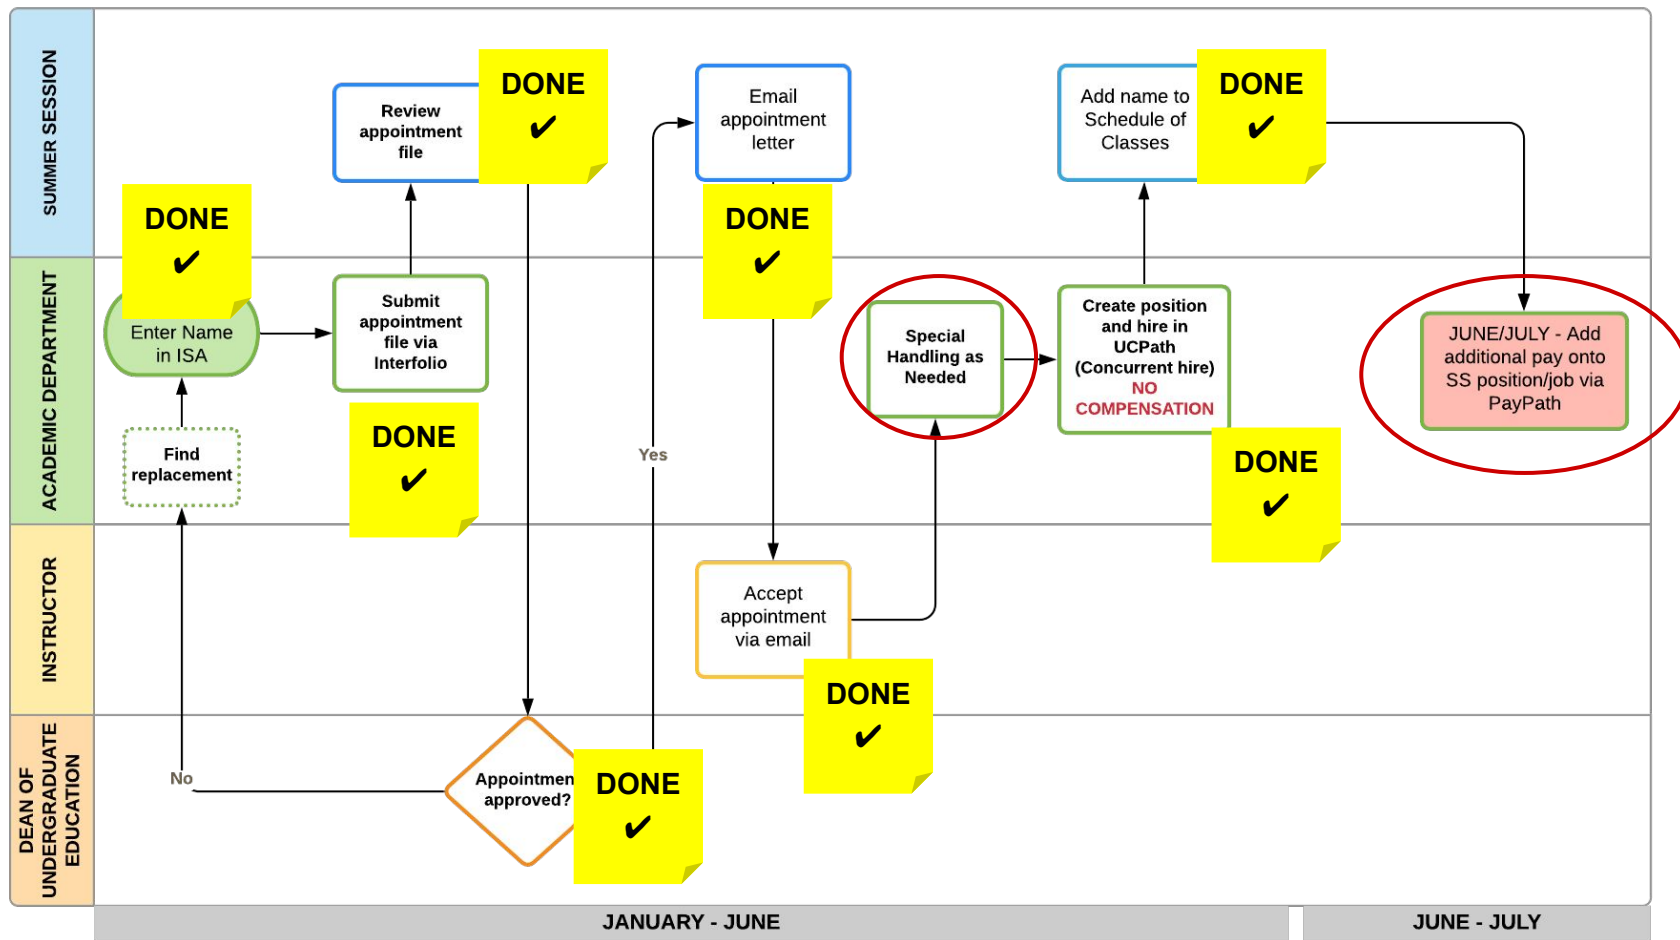 SUMMER SESSION
Review
appointment
file
DONE
✔
Email
appointment
letter
Add name to
Schedule of
Classes
DONE
✔
DONE
✔
DONE
✔
ACADEMIC DEPARTMENT
Enter Name
in ISA
Submit
appointment
file via
Interfolio
Special
Handling as
Needed
Create position
and hire in
UCPath
(Concurrent hire)
NO
COMPENSATION
JUNE/JULY - Add
additional pay onto
SS position/job via
PayPath
Find
replacement
DONE
✔
Yes
DONE
✔
INSTRUCTOR
Accept
appointment
via email
DONE
✔
DEAN OF
UNDERGRADUATE
EDUCATION
No
Appointmen
approved?
DONE
✔
JANUARY - JUNE
JUNE - JULY